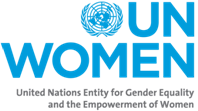 UN
WOMEN
United Nations Entity for Gender Equality
and the Empowerment of Women